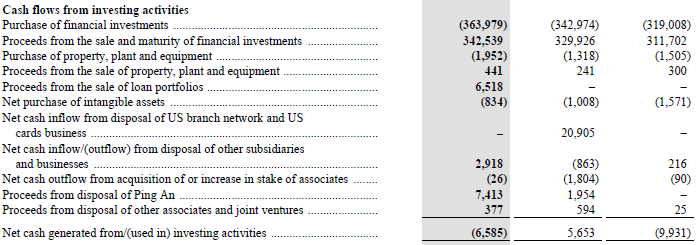 Cash flows from investing activities
Purchase of financial investments ............ (363,979) (342,974) (319,008)
Proceeds from the sale and maturity of financial investments ............ 342,539 329,926 311,702
Purchase of property, plant and equipment ............ (1,952) (1,318) (1,505)
Proceeds from the sale of property, plant and equipment ............ 441 241 300
Proceeds from the sale of loan portfolios ............ 6,518 – –
Net purchase of intangible assets ............ (834) (1,008) (1,571)
Net cash inflow from disposal of US branch network and US
cards business ............ – 20,905 –
Net cash inflow/(outflow) from disposal of other subsidiaries
and businesses ............ 2,918 (863) 216
Net cash outflow from acquisition of or increase in stake of associates ........ (26) (1,804) (90)
Proceeds from disposal of Ping An ............ 7,413 1,954 –
Proceeds from disposal of other associates and joint ventures ............ 377 594 25
Net cash generated from/(used in) investing activities ............ (6,585) 5,653 (9,931)